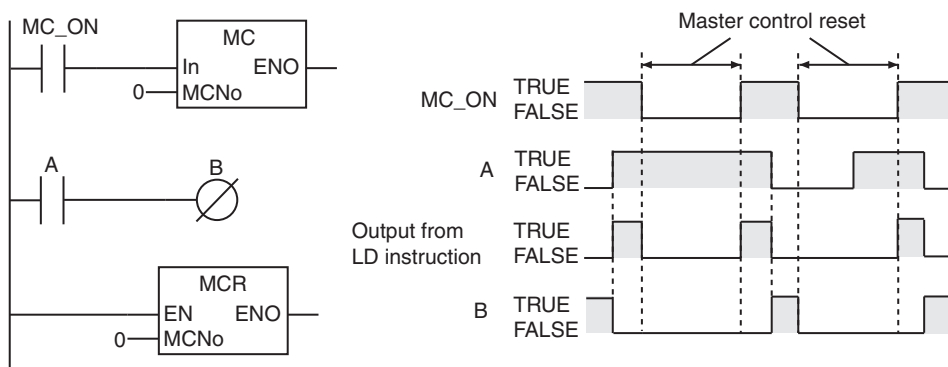 MC_ON
MC
In ENO
0 MCNo
A
B
MCR
EN ENO
0 MCNo
Master control reset
MC_ON TRUE
FALSE
A TRUE
FALSE
Output from
LD instruction
TRUE
FALSE
B TRUE
FALSE